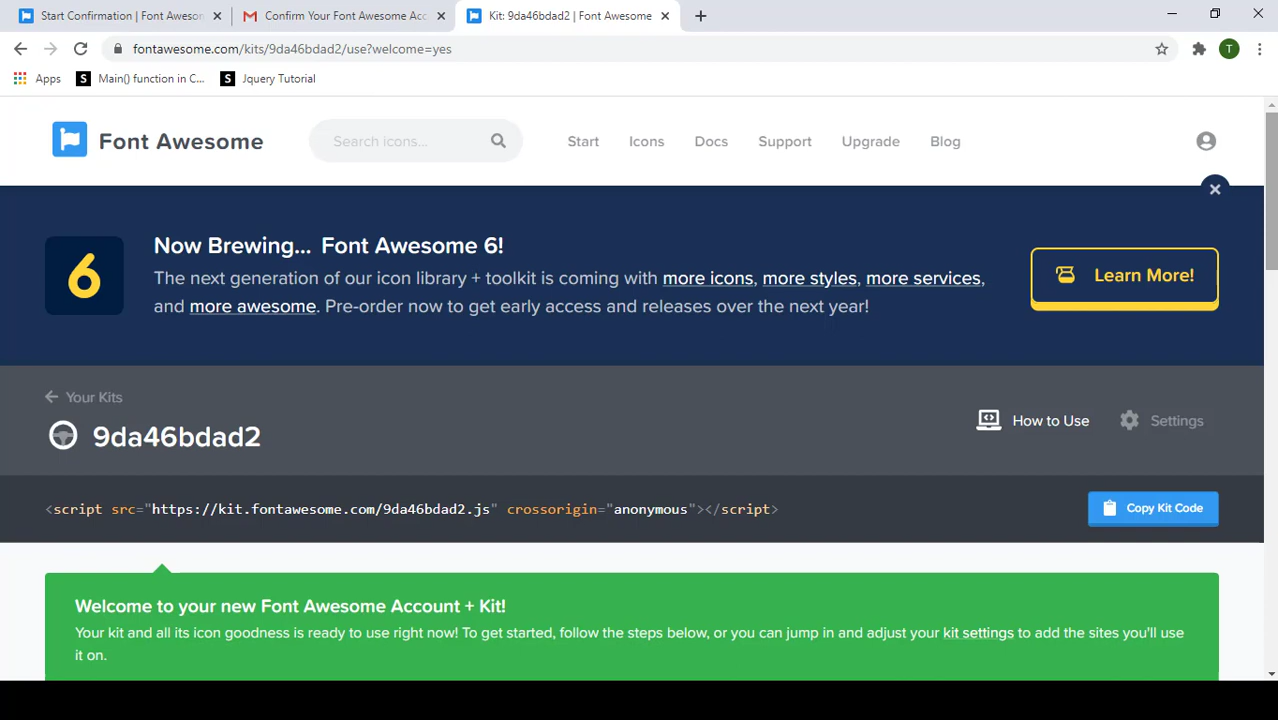 Start Confirmation | Font Aweson
Confirm Your Font Awesome Acc
Kit: 9da46bdad2 | Font Awesome
fontawesome.com/kits/9da46bdad2/use?welcome=yes
T
Apps
S
Main() function in C...
S
Jquery Tutorial
Font Awesome
Search icons...
Start
Icons
Docs
Support
Upgrade
Blog
6
Now Brewing... Font Awesome 6!
The next generation of our icon library + toolkit is coming with more icons, more styles, more services,
and more awesome. Pre-order now to get early access and releases over the next year!
Learn More!
Your Kits
9da46bdad2
How to Use
Settings
<script src="https://kit.fontawesome.com/9da46bdad2.js" crossorigin="anonymous"></script>
Copy Kit Code
Welcome to your new Font Awesome Account + Kit!
Your kit and all its icon goodness is ready to use right now! To get started, follow the steps below, or you can jump in and adjust your kit settings to add the sites you'll use
it on.